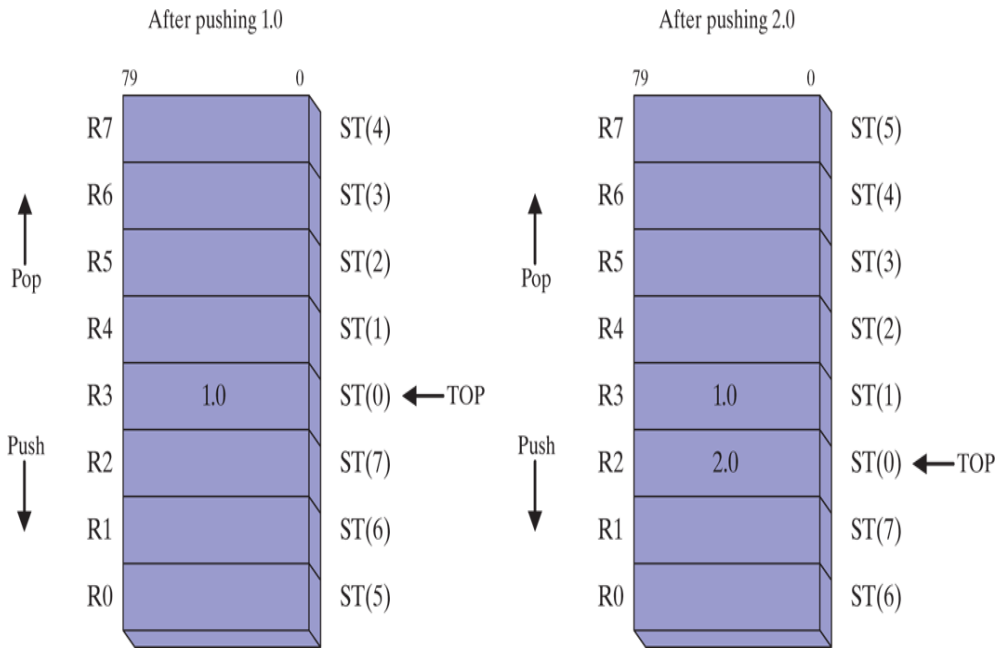 After pushing 1.0
79 0
R7 ST(4)
R6 ST(3)
Pop
R5 ST(2)
R4 ST(1)
R3 1.0 ST(0) TOP
Push
R2 ST(7)
R1 ST(6)
R0 ST(5)
After pushing 2.0
79 0
R7 ST(5)
R6 ST(4)
Pop
R5 ST(3)
R4 ST(2)
R3 1.0 ST(1)
Push
R2 2.0 ST(0) TOP
R1 ST(7)
R0 ST(6)